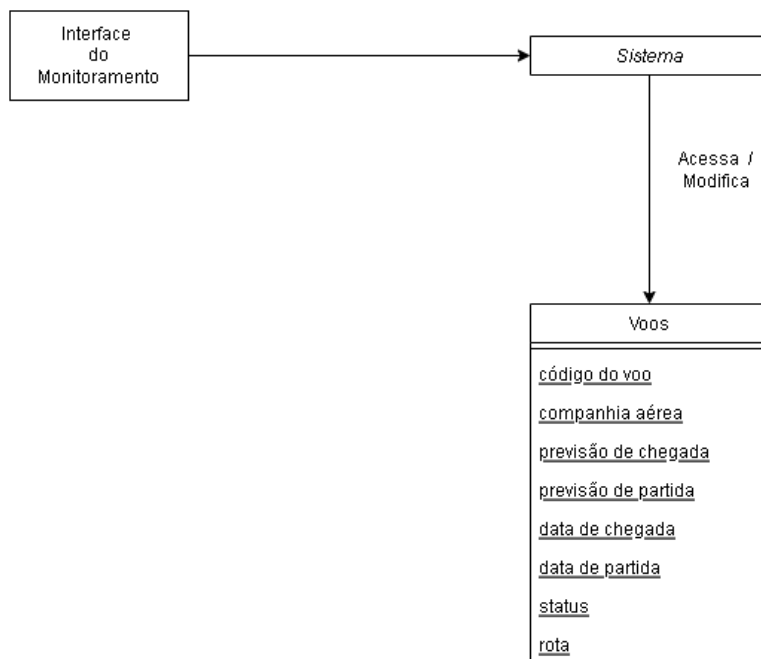 Interface
do
Monitoramento
Sistema
Acessa /
Modifica
Voos
código do voo
companhia aérea
previsão de chegada
previsão de partida
data de chegada
data de partida
status
rota